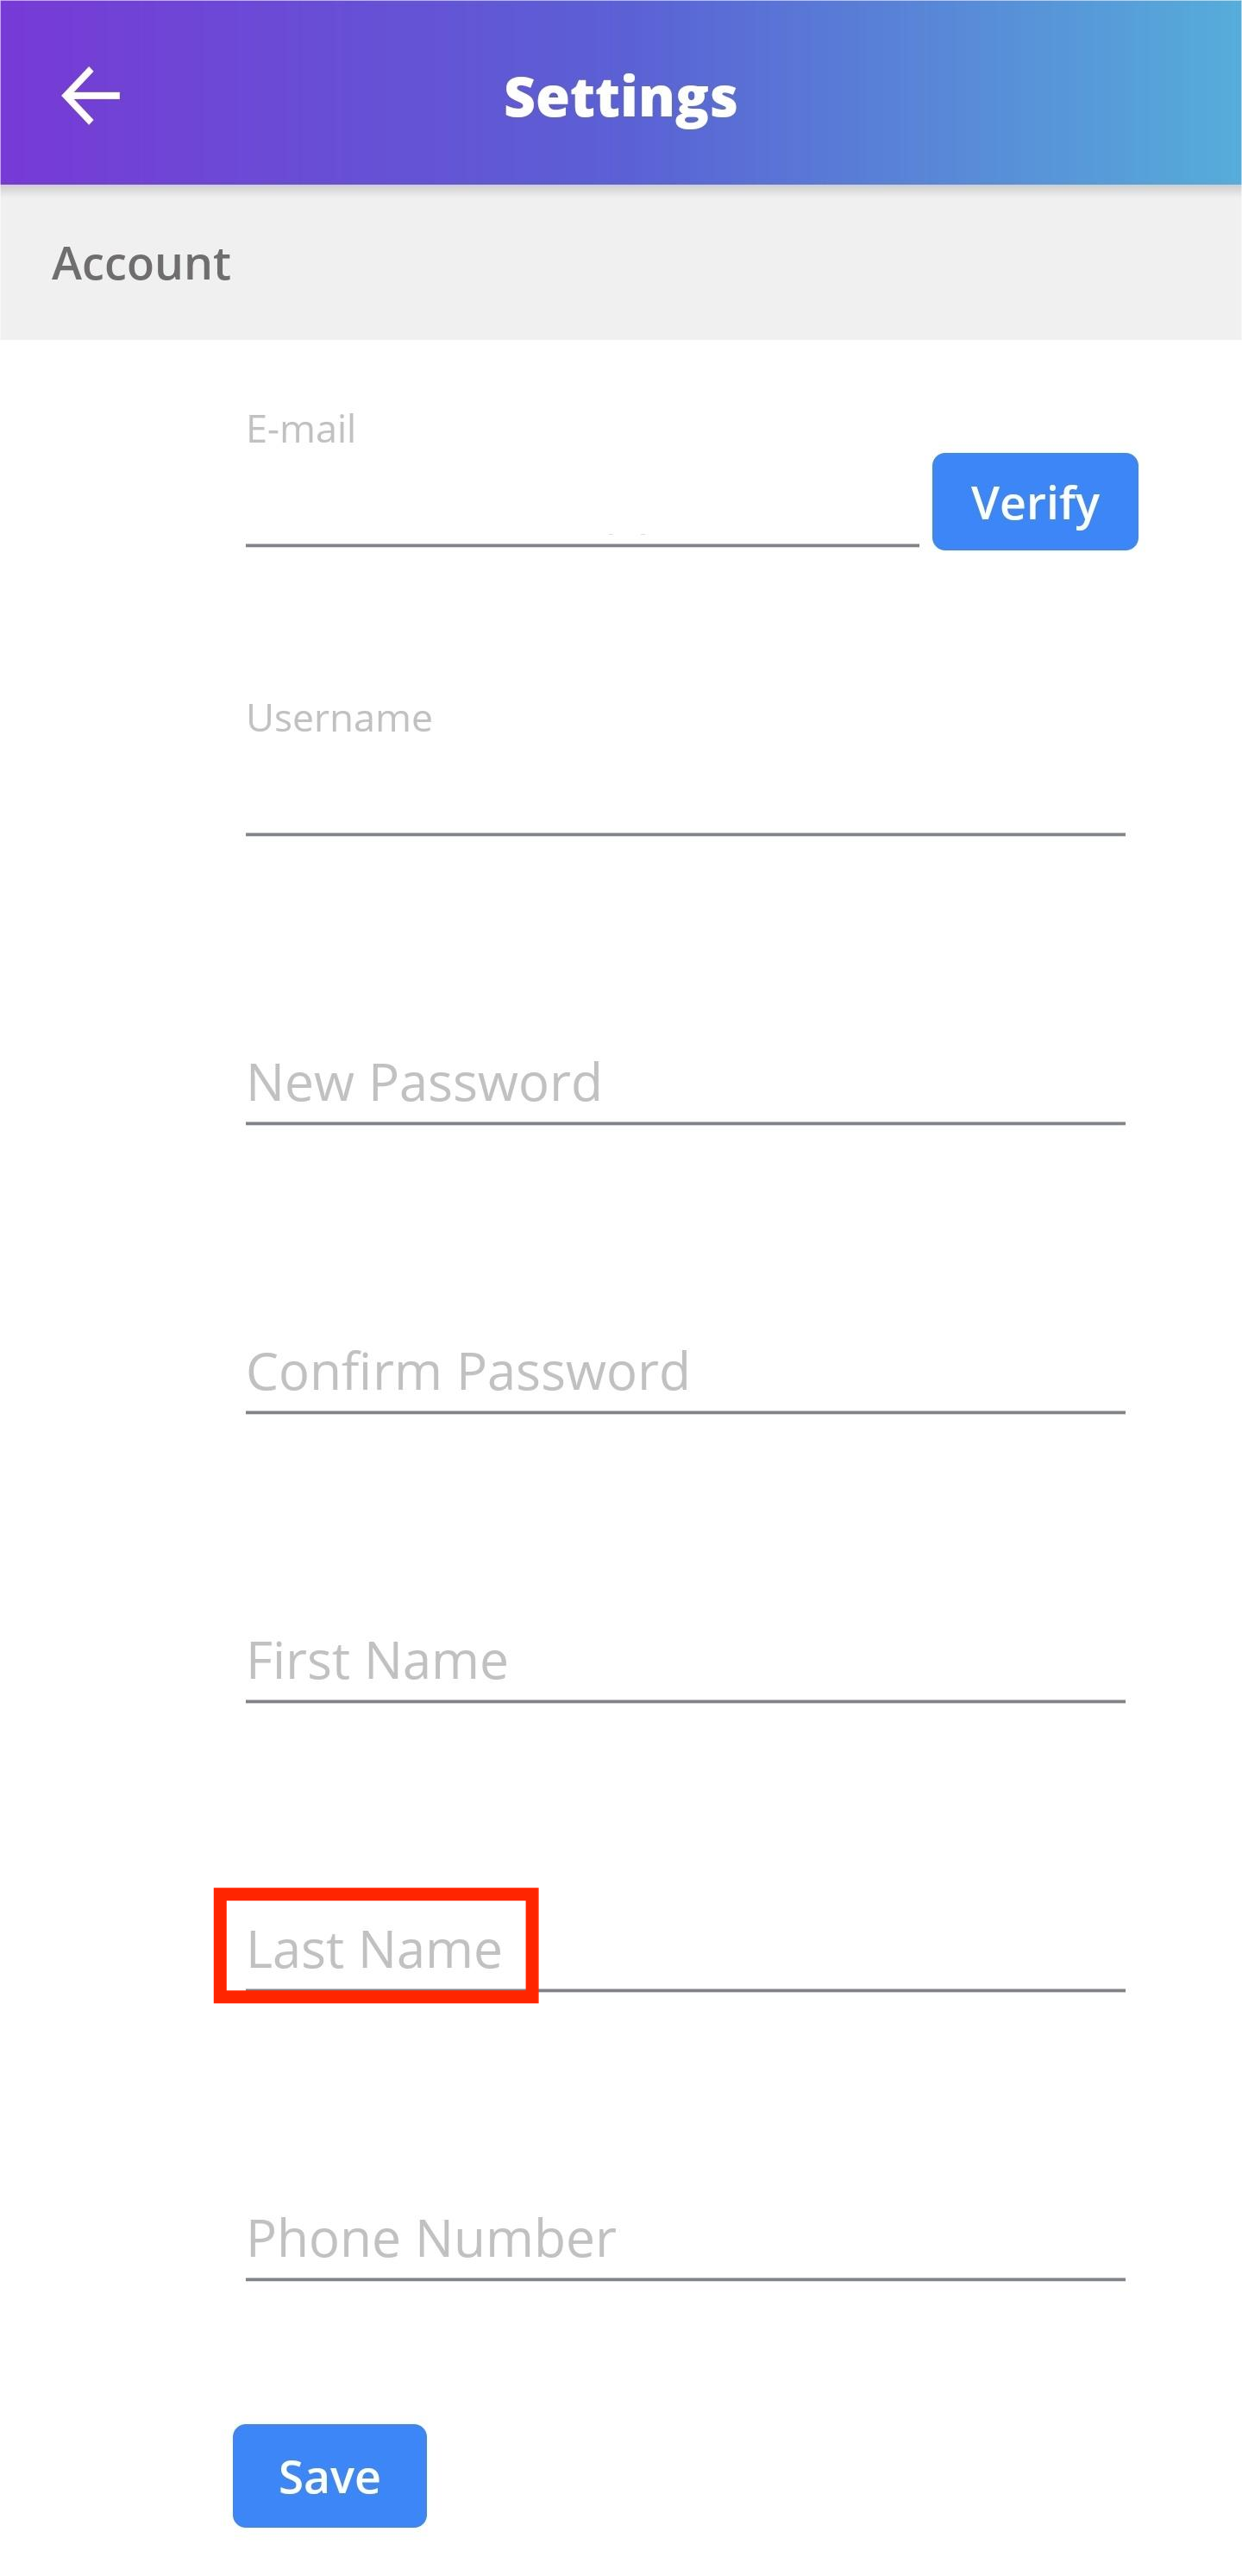 Settings
Account
E-mail
Verify
Username
New Password
Confirm Password
First Name
Last Name
Phone Number
Save